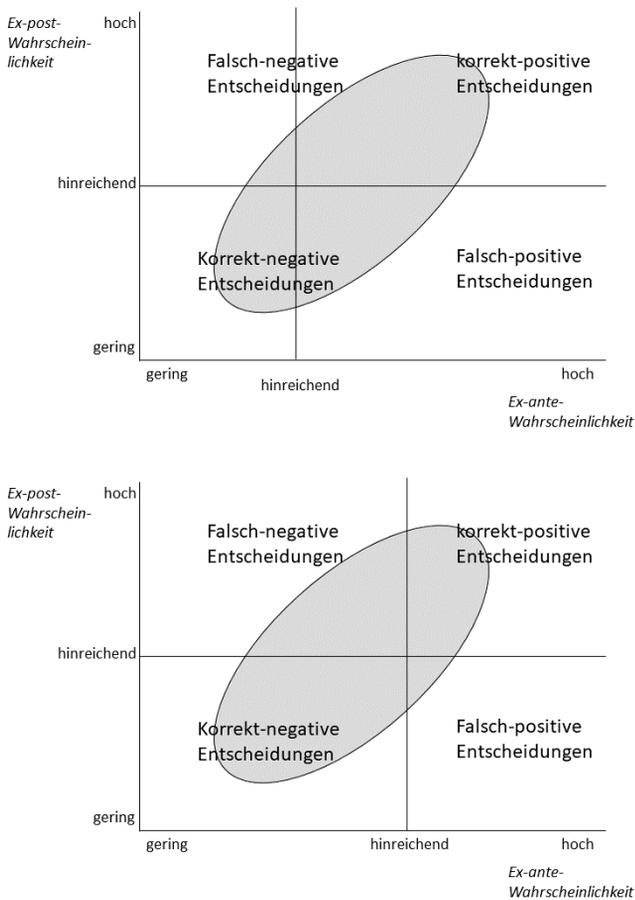 Ex-post-
Wahrschein-
lichkeit
hoch
Falsch-negative
Entscheidungen
korrekt-positive
Entscheidungen
hinreichend
Korrekt-negative
Entscheidungen
Falsch-positive
Entscheidungen
gering
gering
hinreichend
hoch
Ex-ante-
Wahrscheinlichkeit
Ex-post-
Wahrschein-
lichkeit
hoch
Falsch-negative
Entscheidungen
korrekt-positive
Entscheidungen
hinreichend
Korrekt-negative
Entscheidungen
Falsch-positive
Entscheidungen
gering
gering
hinreichend
hoch
Ex-ante-
Wahrscheinlichkeit